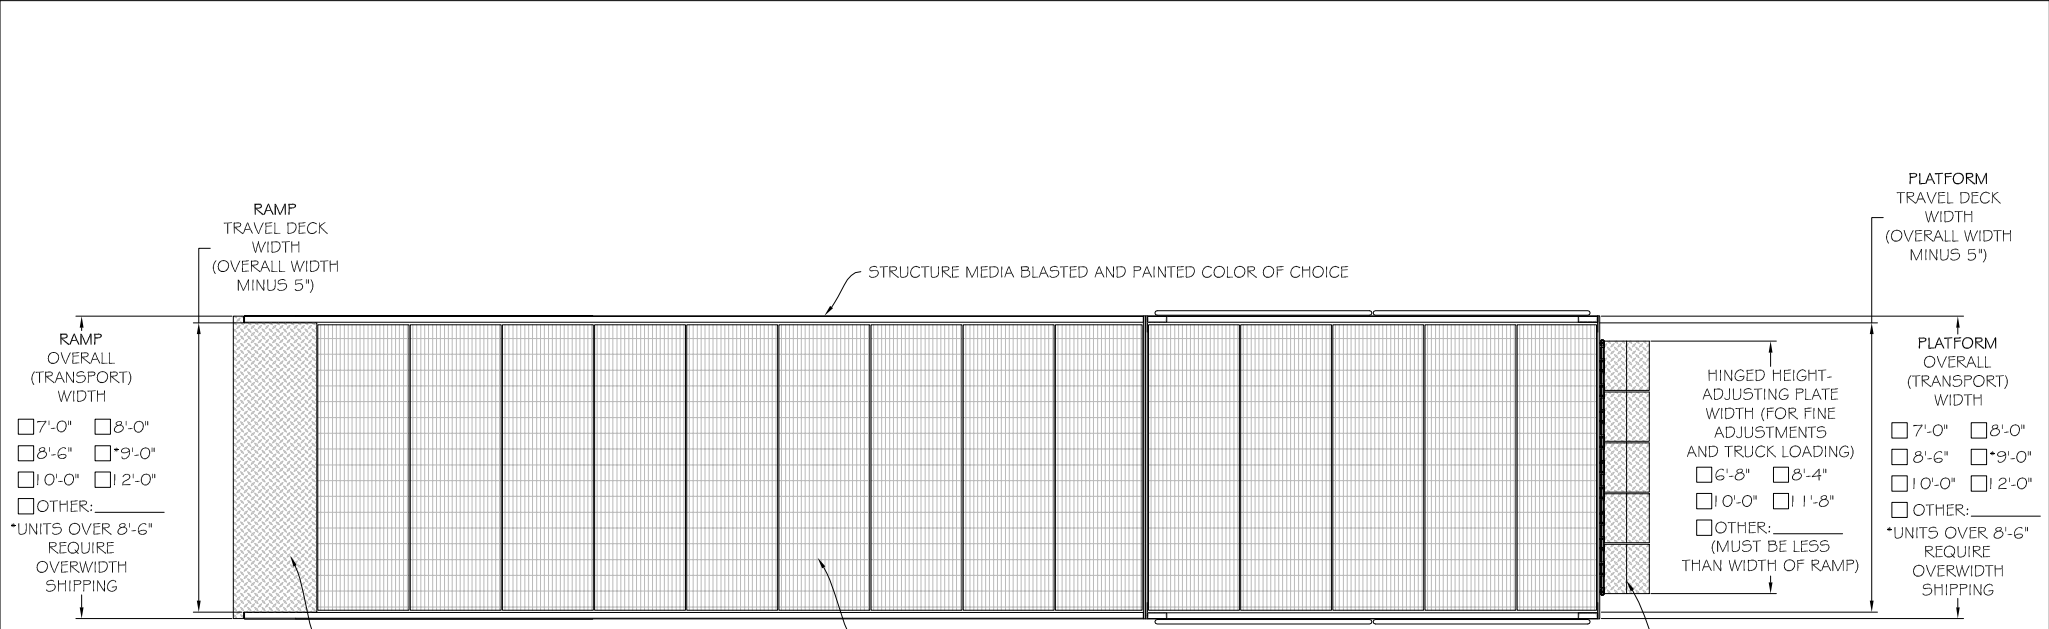 RAMP
TRAVEL DECK
WIDTH
(OVERALL WIDTH
MINUS 5")
STRUCTURE MEDIA BLASTED AND PAINTED COLOR OF CHOICE
PLATFORM
TRAVEL DECK
WIDTH
(OVERALL WIDTH
MINUS 5")
RAMP
OVERALL
(TRANSPORT)
WIDTH
7'-0" 8'-0"
8'-6" *9'-0"
10'-0" 12'-0"
OTHER:________
*UNITS OVER 8'-6"
REQUIRE
OVERWIDTH
SHIPPING
HINGED HEIGHT-
ADJUSTING PLATE
WIDTH (FOR FINE
ADJUSTMENTS
AND TRUCK LOADING)
6'-8" 8'-4"
10'-0" 11'-8"
OTHER:________
(MUST BE LESS
THAN WIDTH OF RAMP)
PLATFORM
OVERALL
(TRANSPORT)
WIDTH
7'-0" 8'-0"
8'-6" *9'-0"
10'-0" 12'-0"
OTHER:________
*UNITS OVER 8'-6"
REQUIRE
OVERWIDTH
SHIPPING